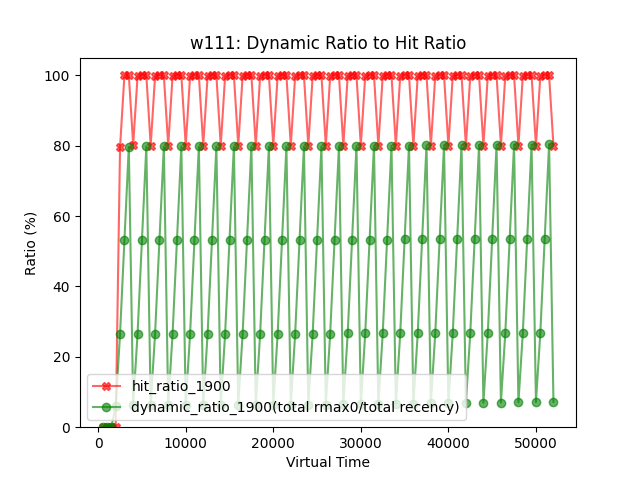 w111: Dynamic Ratio to Hit Ratio
100
80
60
40
20
0
Ratio (%)
hit_ratio_1900
dynamic_ratio_1900(total rmax0/total recency)
0 10000 20000 30000 40000 50000
Virtual Time